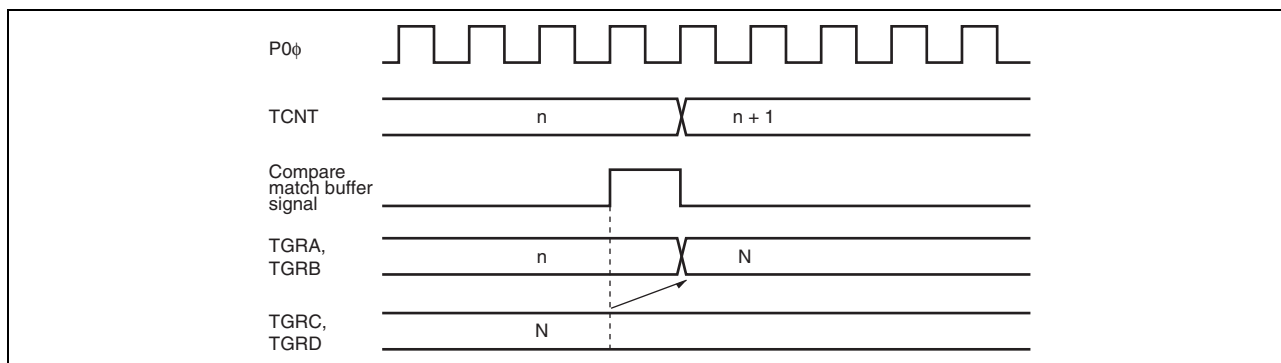 P0ϕ
TCNT
n
n + 1
Compare
match buffer
signal
TGRA,
TGRB
n
N
TGRC,
TGRD
N